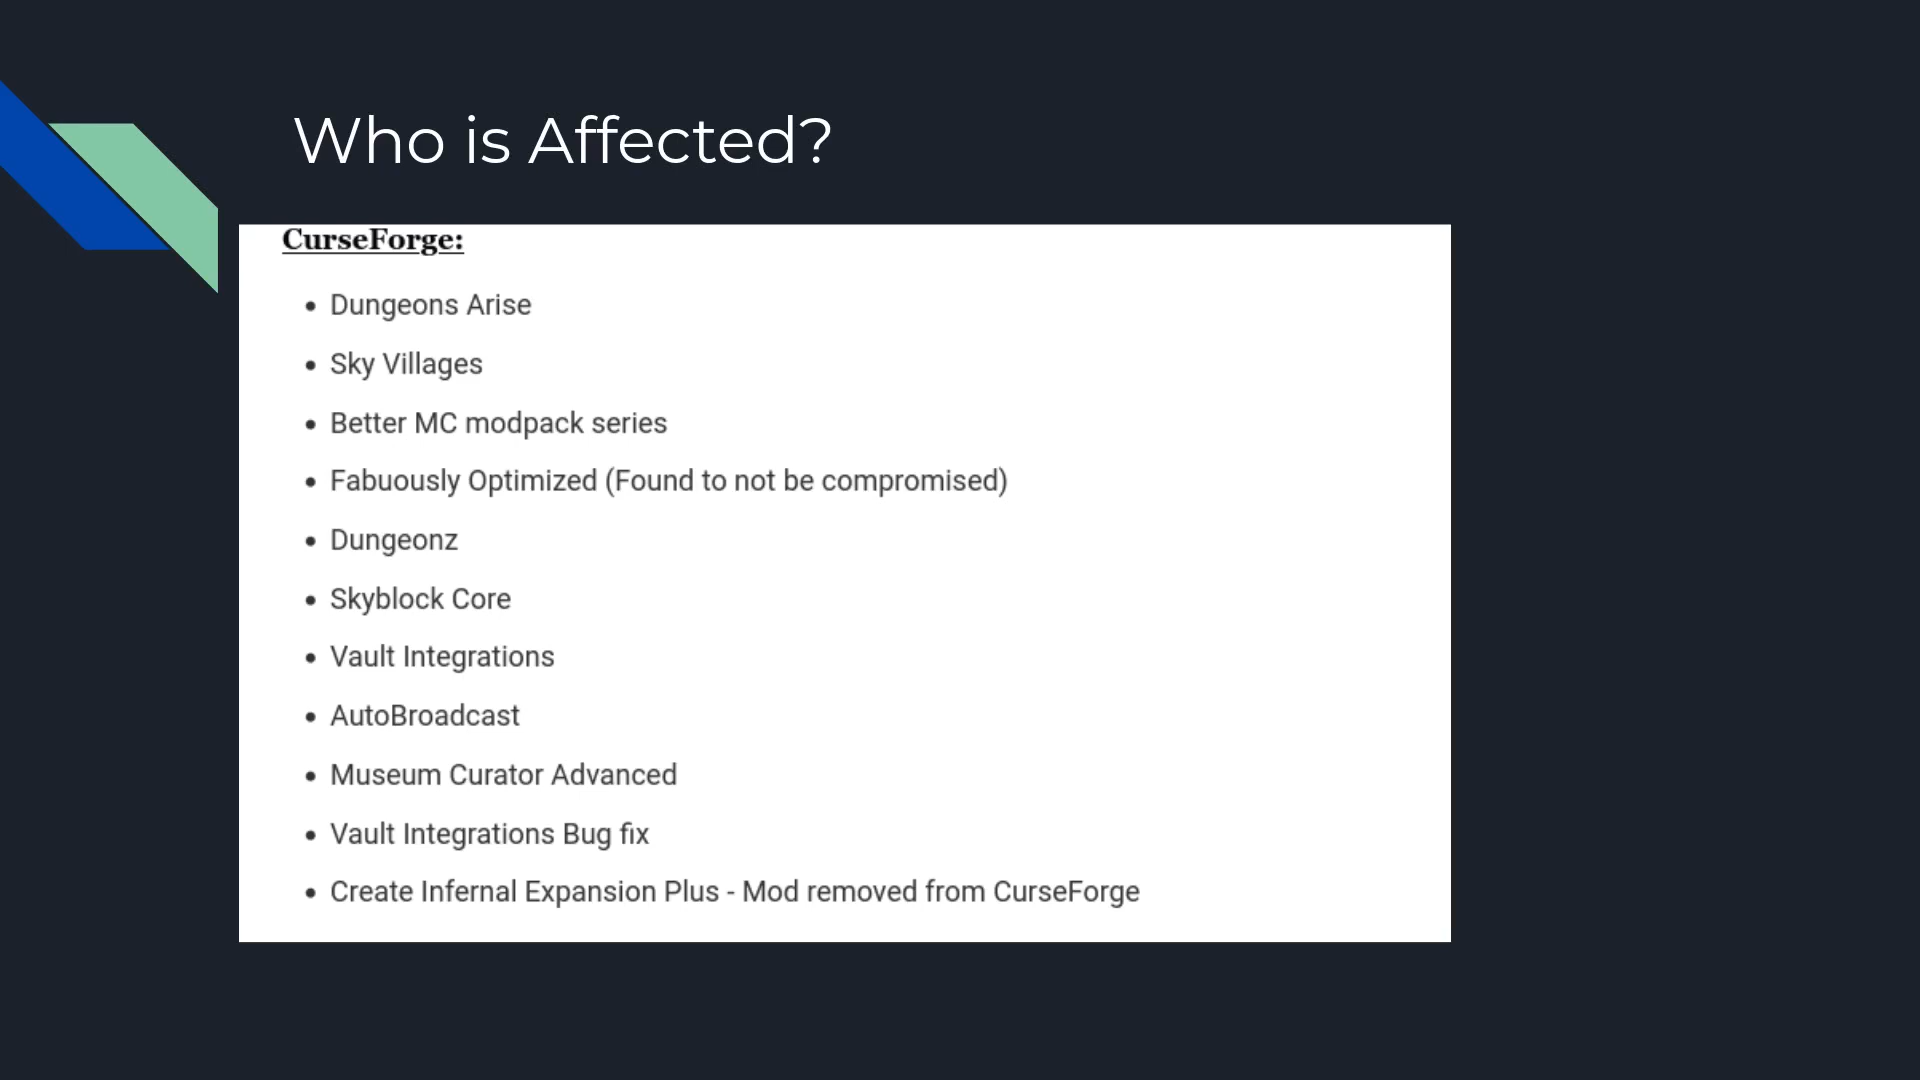 Who is Affected?
CurseForge:
• Dungeons Arise
• Sky Villages
• Better MC modpack series
• Fabuously Optimized (Found to not be compromised)
• Dungeonz
• Skyblock Core
• Vault Integrations
• AutoBroadcast
• Museum Curator Advanced
• Vault Integrations Bug fix
• Create Infernal Expansion Plus - Mod removed from CurseForge